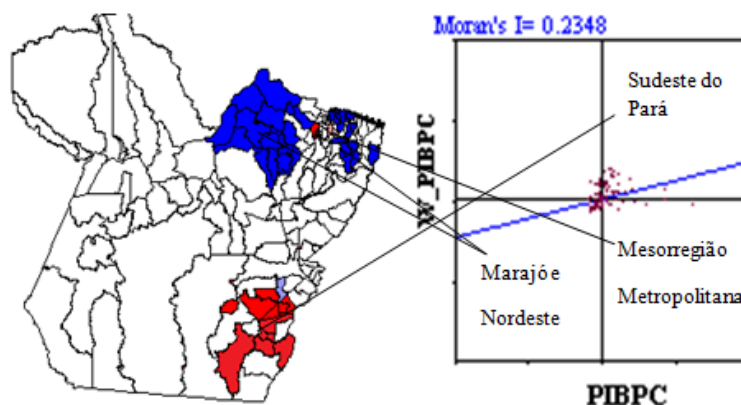 Moran's I= 0.2348
Sudeste do
Pará
W_PIBPC
Marajó e
Nordeste
Mesorregião
Metropolitana
PIBPC